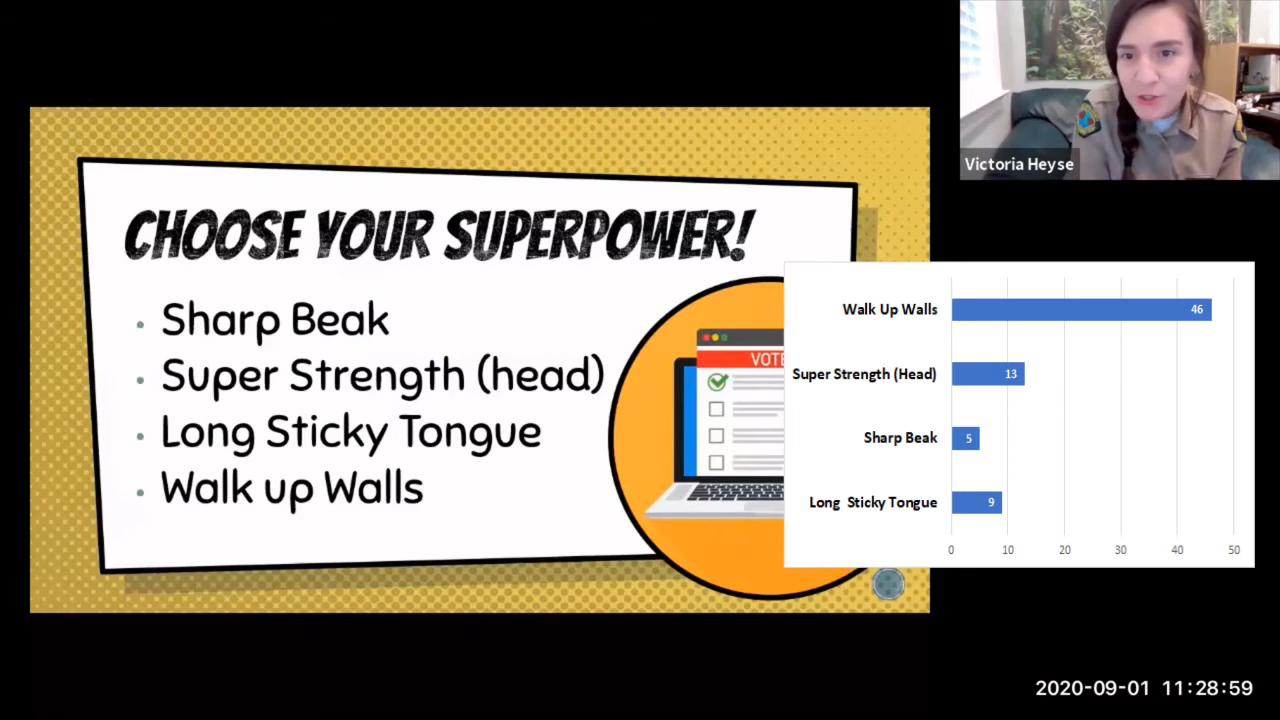 Victoria Heyse
CHOOSE YOUR SUPERPOWER!
• Sharp Beak
• Super Strength (head)
• Long Sticky Tongue
• Walk up Walls
VOTE
Walk Up Walls 46
Super Strength (Head) 13
Sharp Beak 5
Long Sticky Tongue 9
0 10 20 30 40 50
2020-09-01 11:28:59